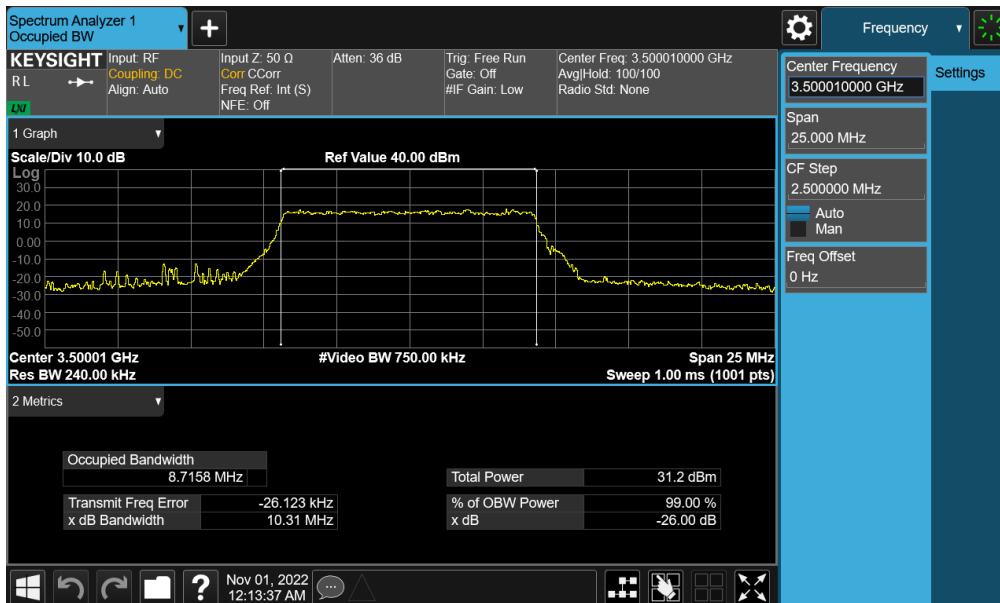 Spectrum Analyzer 1
Occupied BW
+
Frequency
KEYSIGHT
R L
LXI
Input: RF
Coupling: DC
Align: Auto
Input Z: 50 Ω
Corr CCorr
Freq Ref: Int (S)
NFE: Off
Atten: 36 dB
Trig: Free Run
Gate: Off
#IF Gain: Low
Center Freq: 3.500010000 GHz
Avg|Hold: 100/100
Radio Std: None
Center Frequency
3.500010000 GHz
Settings
Span
25.000 MHz
CF Step
2.500000 MHz
Auto
Man
Freq Offset
0 Hz
1 Graph
Scale/Div 10.0 dB
Ref Value 40.00 dBm
Log
30.0
20.0
10.0
0.00
-10.0
-20.0
-30.0
-40.0
-50.0
Center 3.50001 GHz
#Video BW 750.00 kHz
Span 25 MHz
Res BW 240.00 kHz
Sweep 1.00 ms (1001 pts)
2 Metrics
Occupied Bandwidth
8.7158 MHz
Total Power 31.2 dBm
Transmit Freq Error -26.123 kHz
% of OBW Power 99.00 %
x dB Bandwidth 10.31 MHz
x dB -26.00 dB
?
Nov 01, 2022
12:13:37 AM